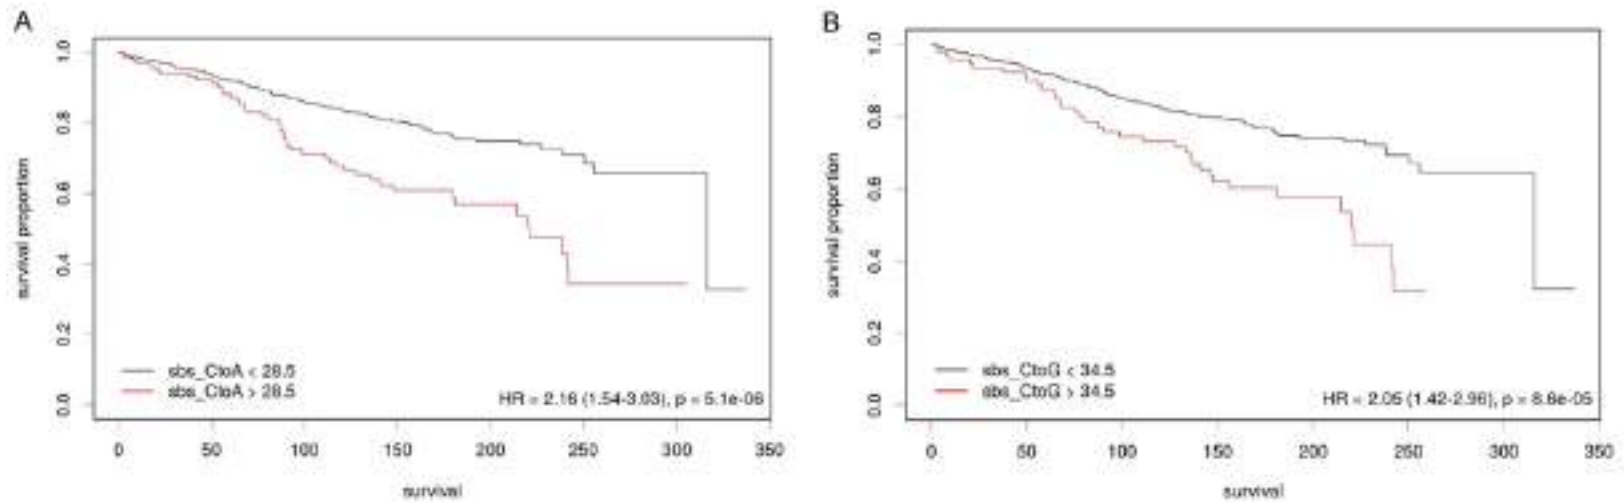 A
survival proportion
1.0
0.8
0.6
0.4
0.2
0.0
sbs_CtoA < 28.5
sbs_CtoA > 28.5
HR = 2.16 (1.54-3.03), p = 5.1e-06
0 50 100 150 200 250 300 350
survival
B
survival proportion
1.0
0.8
0.6
0.4
0.2
0.0
sbs_CtoG < 34.5
sbs_CtoG > 34.5
HR = 2.05 (1.42-2.96), p = 8.6e-05
0 50 100 150 200 250 300 350
survival